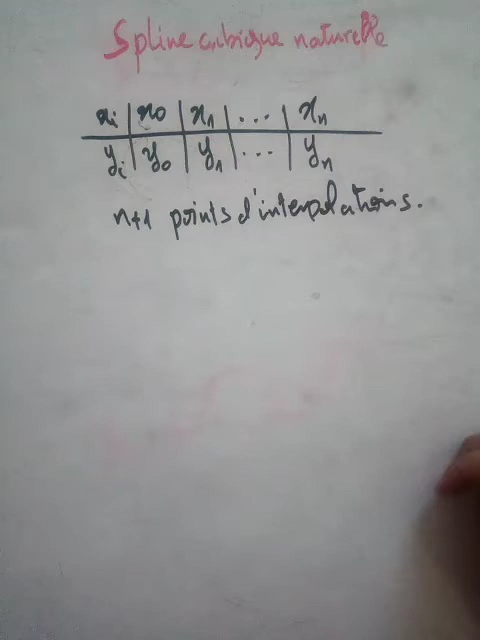 Spline cubique naturelle
xi | x0 | x1 | ... | xn
yi | y0 | y1 | ... | yn
n+1 points d'interpolations.